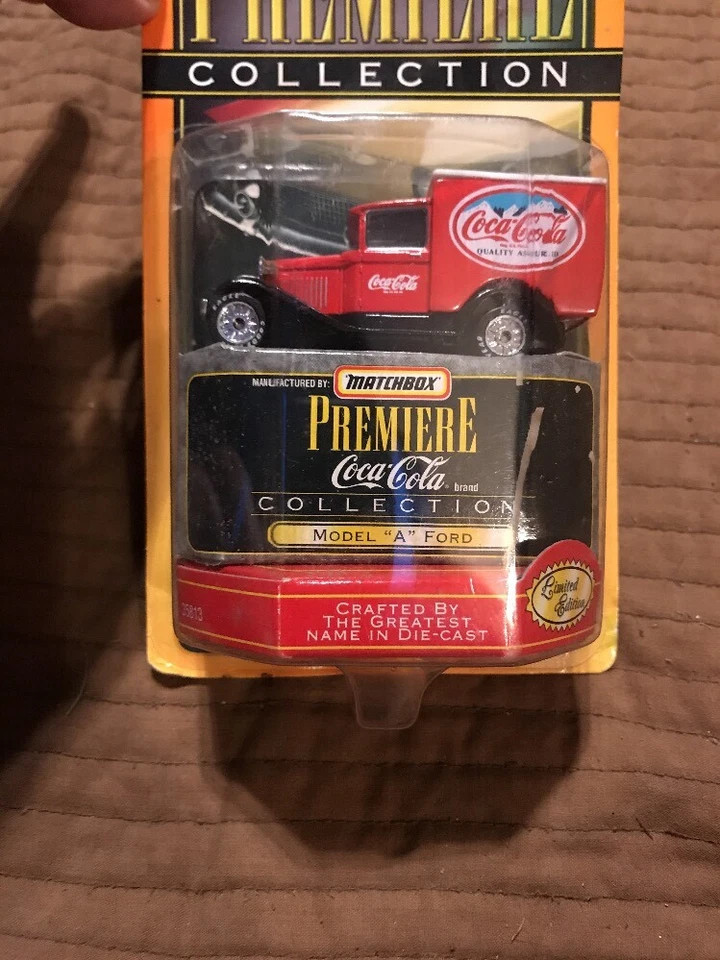 PREMIERE
COLLECTION
Coca-Cola
QUALITY ASSURED
Coca-Cola
MANUFACTURED BY: MATCHBOX
PREMIERE
Coca-Cola® brand
COLLECTION
MODEL "A" FORD
Limited
Edition
35813
CRAFTED BY
THE GREATEST
NAME IN DIE-CAST